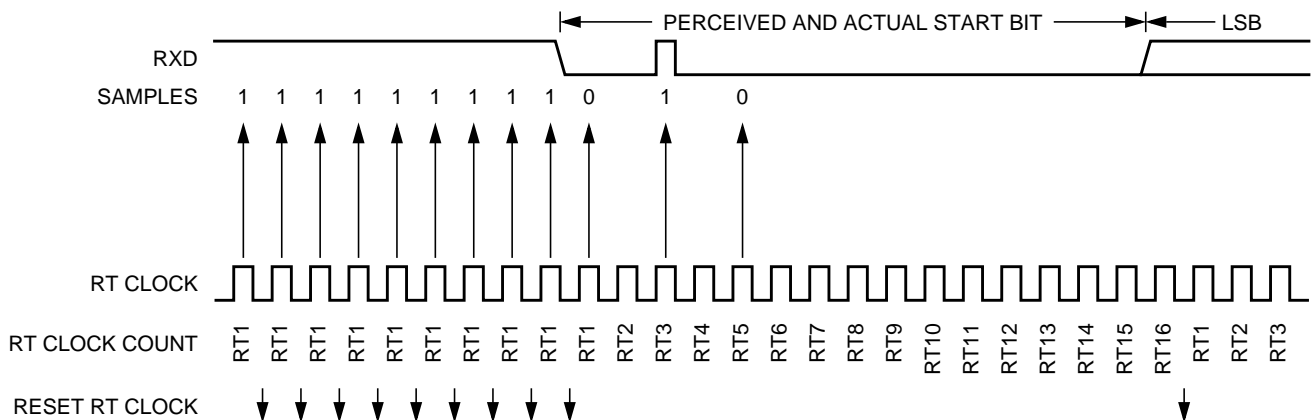 PERCEIVED AND ACTUAL START BIT LSB
RXD
SAMPLES 1 1 1 1 1 1 1 1 1 0 1 0
RT CLOCK
RT CLOCK COUNT RT1 RT1 RT1 RT1 RT1 RT1 RT1 RT1 RT1 RT1 RT2 RT3 RT4 RT5 RT6 RT7 RT8 RT9 RT10 RT11 RT12 RT13 RT14 RT15 RT16 RT1 RT2 RT3
RESET RT CLOCK